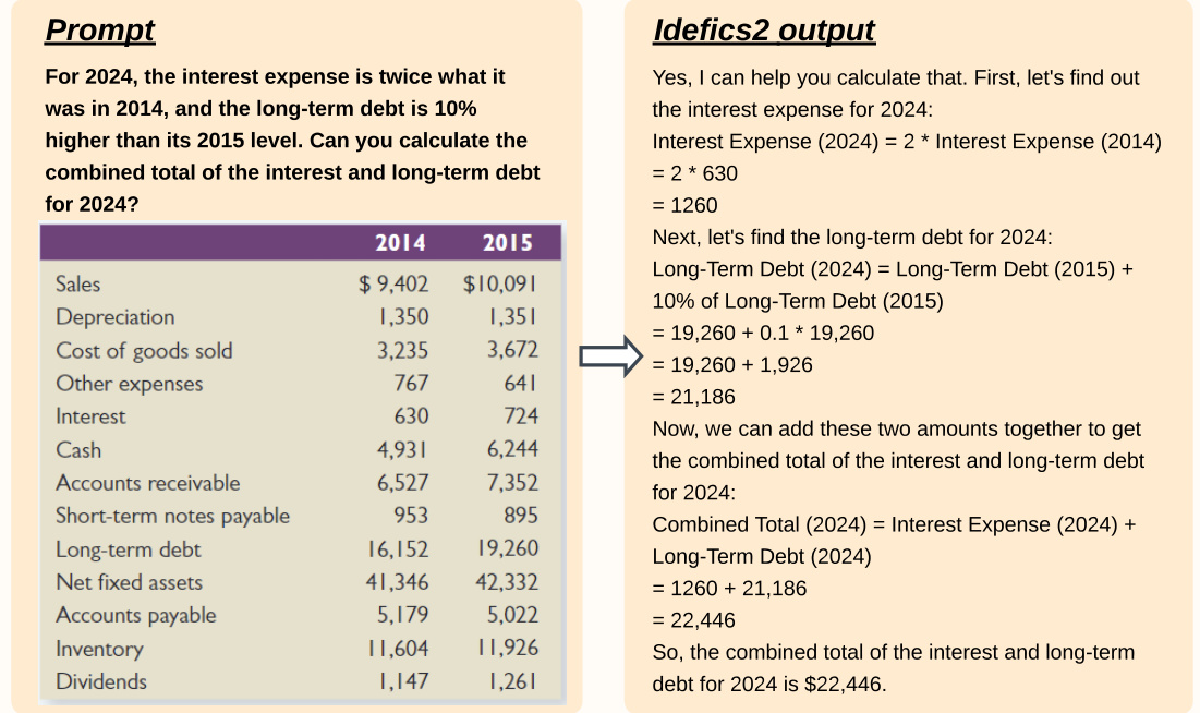 Prompt
For 2024, the interest expense is twice what it
was in 2014, and the long-term debt is 10%
higher than its 2015 level. Can you calculate the
combined total of the interest and long-term debt
for 2024?
2014 2015
Sales $ 9,402 $10,091
Depreciation 1,350 1,351
Cost of goods sold 3,235 3,672
Other expenses 767 641
Interest 630 724
Cash 4,931 6,244
Accounts receivable 6,527 7,352
Short-term notes payable 953 895
Long-term debt 16,152 19,260
Net fixed assets 41,346 42,332
Accounts payable 5,179 5,022
Inventory 11,604 11,926
Dividends 1,147 1,261
Idefics2 output
Yes, I can help you calculate that. First, let's find out
the interest expense for 2024:
Interest Expense (2024) = 2 * Interest Expense (2014)
= 2 * 630
= 1260
Next, let's find the long-term debt for 2024:
Long-Term Debt (2024) = Long-Term Debt (2015) +
10% of Long-Term Debt (2015)
= 19,260 + 0.1 * 19,260
= 19,260 + 1,926
= 21,186
Now, we can add these two amounts together to get
the combined total of the interest and long-term debt
for 2024:
Combined Total (2024) = Interest Expense (2024) +
Long-Term Debt (2024)
= 1260 + 21,186
= 22,446
So, the combined total of the interest and long-term
debt for 2024 is $22,446.